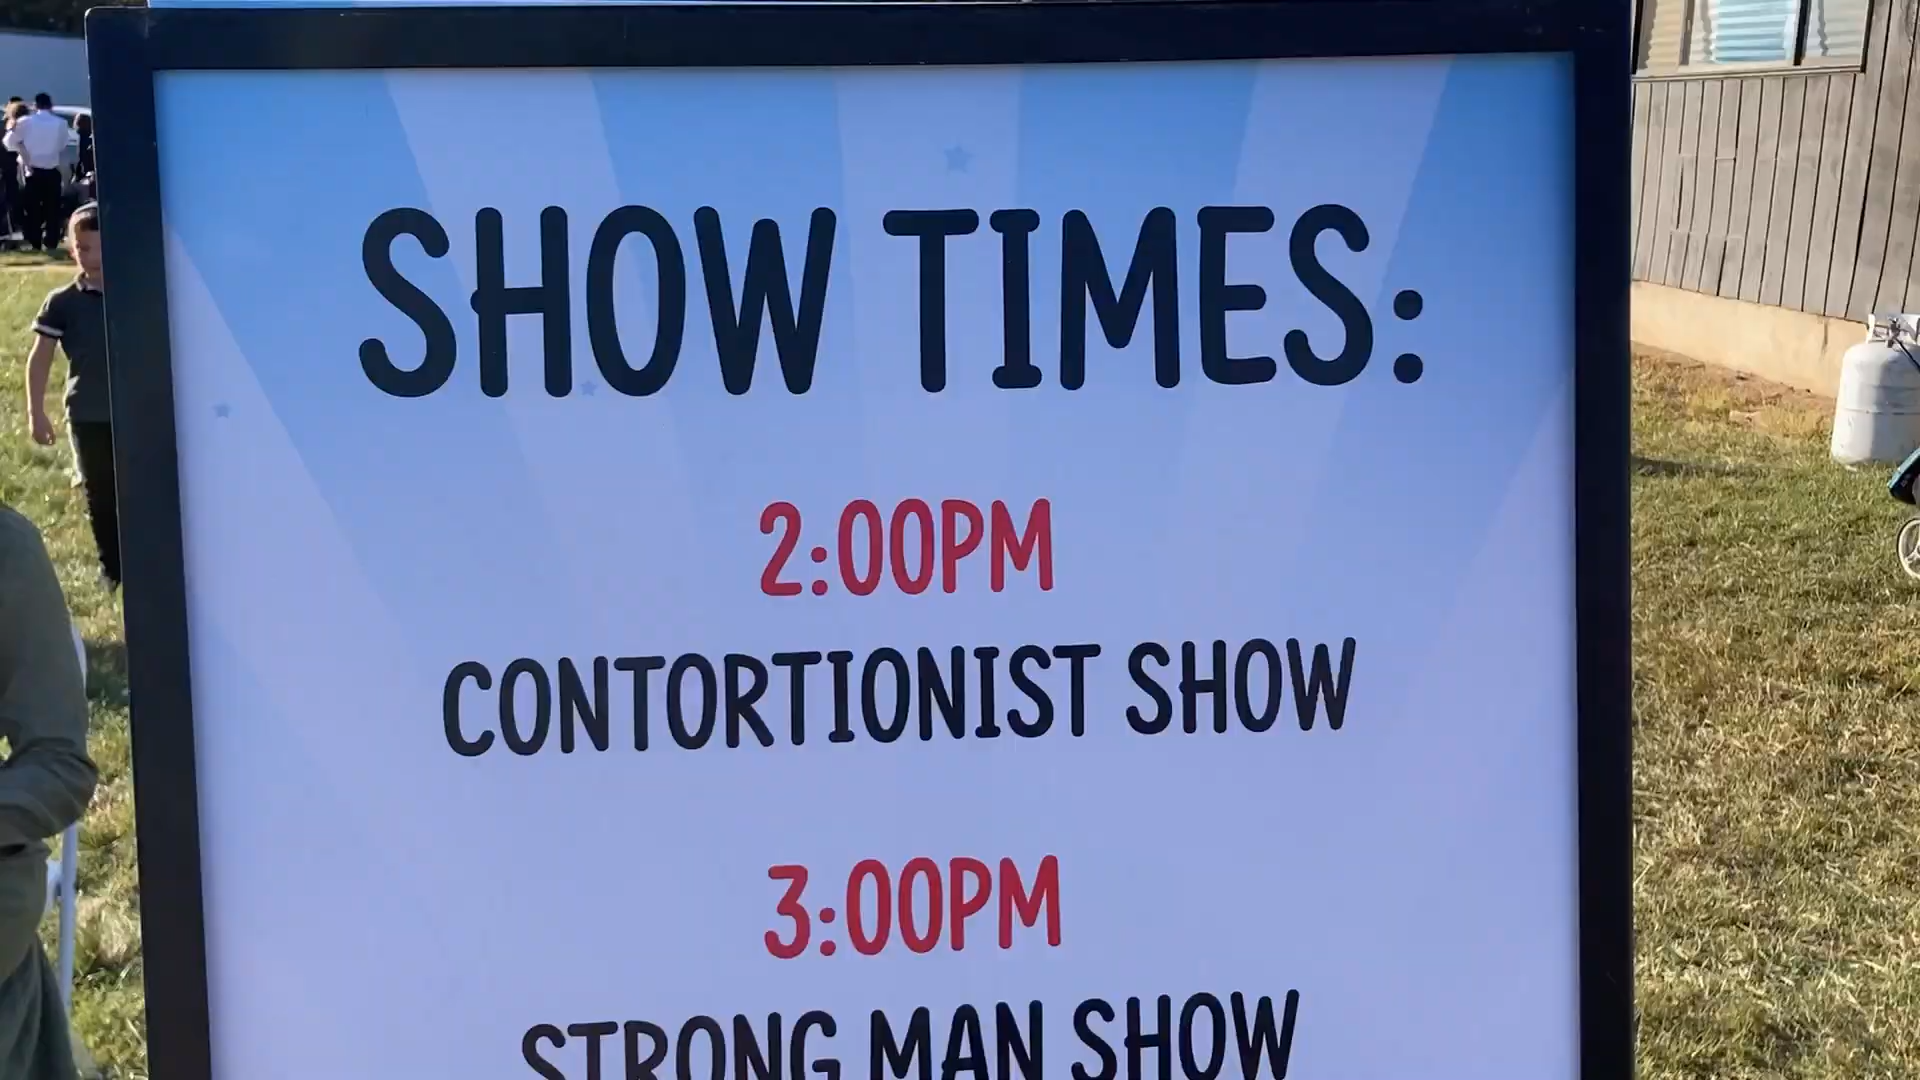 SHOW TIMES:
2:00PM
CONTORTIONIST SHOW
3:00PM
STRONG MAN SHOW